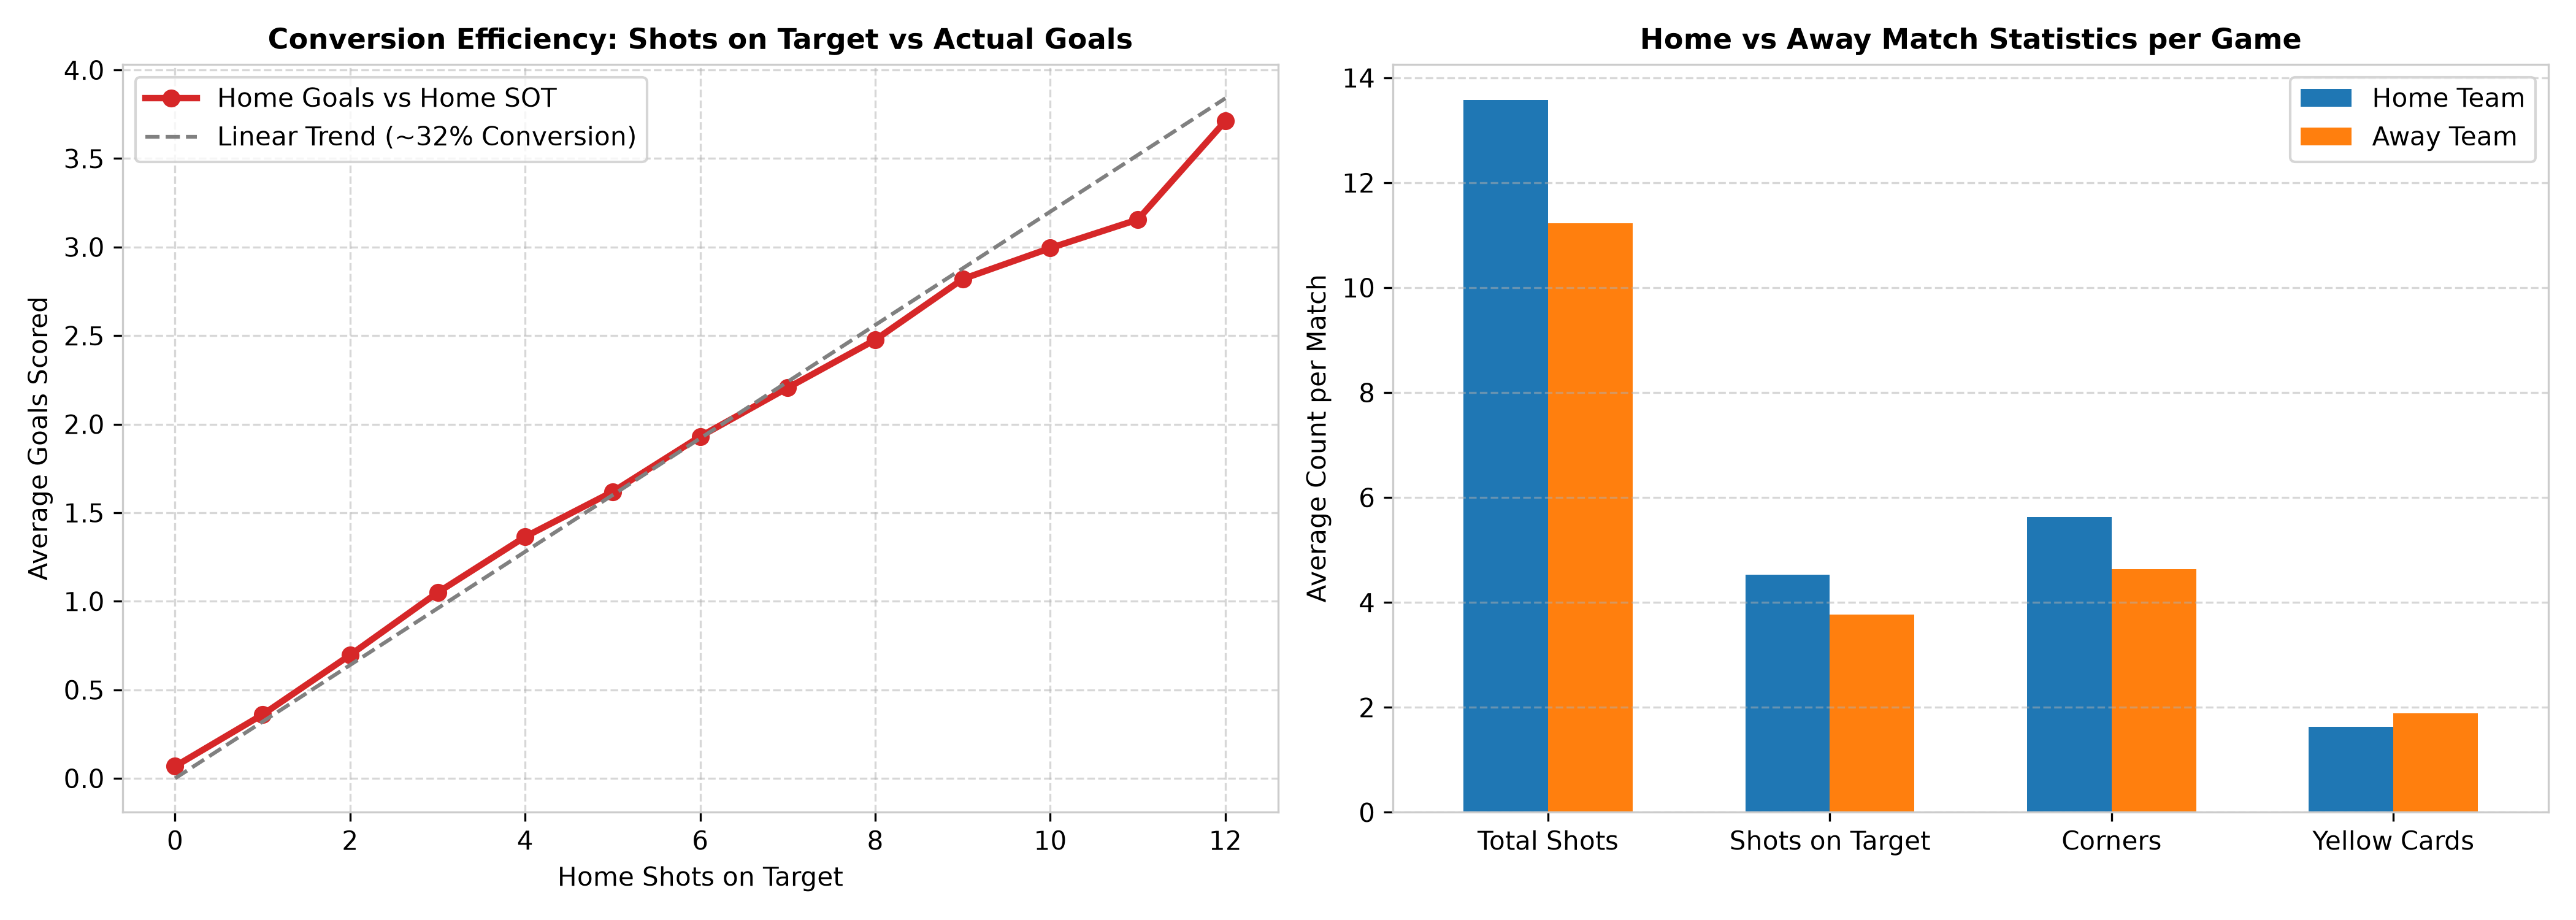 Conversion Efficiency: Shots on Target vs Actual Goals
Home Goals vs Home SOT
Linear Trend (~32% Conversion)
Average Goals Scored
4.0
3.5
3.0
2.5
2.0
1.5
1.0
0.5
0.0
0 2 4 6 8 10 12
Home Shots on Target
Home vs Away Match Statistics per Game
Home Team
Away Team
Average Count per Match
14
12
10
8
6
4
2
0
Total Shots Shots on Target Corners Yellow Cards